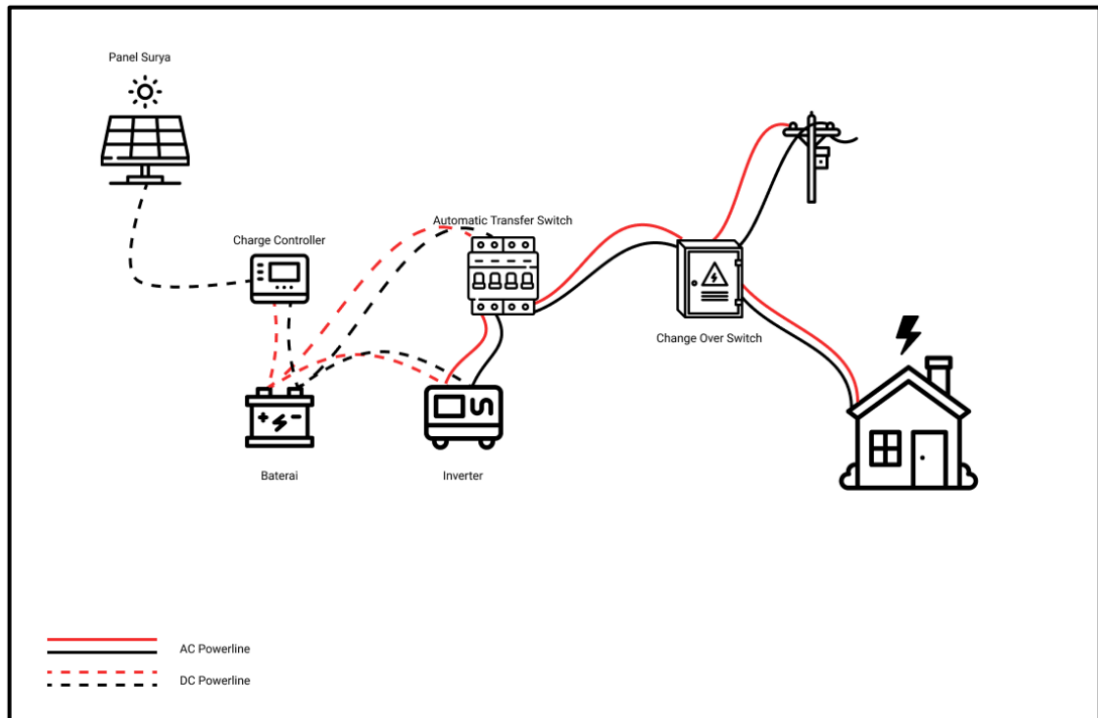 Panel Surya
Automatic Transfer Switch
Charge Controller
Change Over Switch
Baterai
Inverter
AC Powerline
DC Powerline